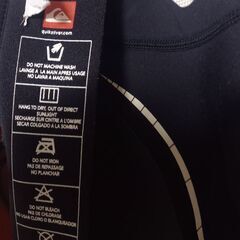 Quiksilver.com
DO NOT MACHINE WASH
LAVAGE A LA MAIN APRES USAGE
NO LAVAR A MAQUINA
HANG TO DRY, OUT OF DIRECT
SUNLIGHT
SECHAGE SUR CINTRE A L'OMBRE
SECAR COLGADO A LA SOMBRA
DO NOT IRON
PAS DE REPASSAGE
NO PLANCHAR
DO NOT BLEACH
PAS DE CHLORAGE
NO USAR CLORO O BLANQUEADOR